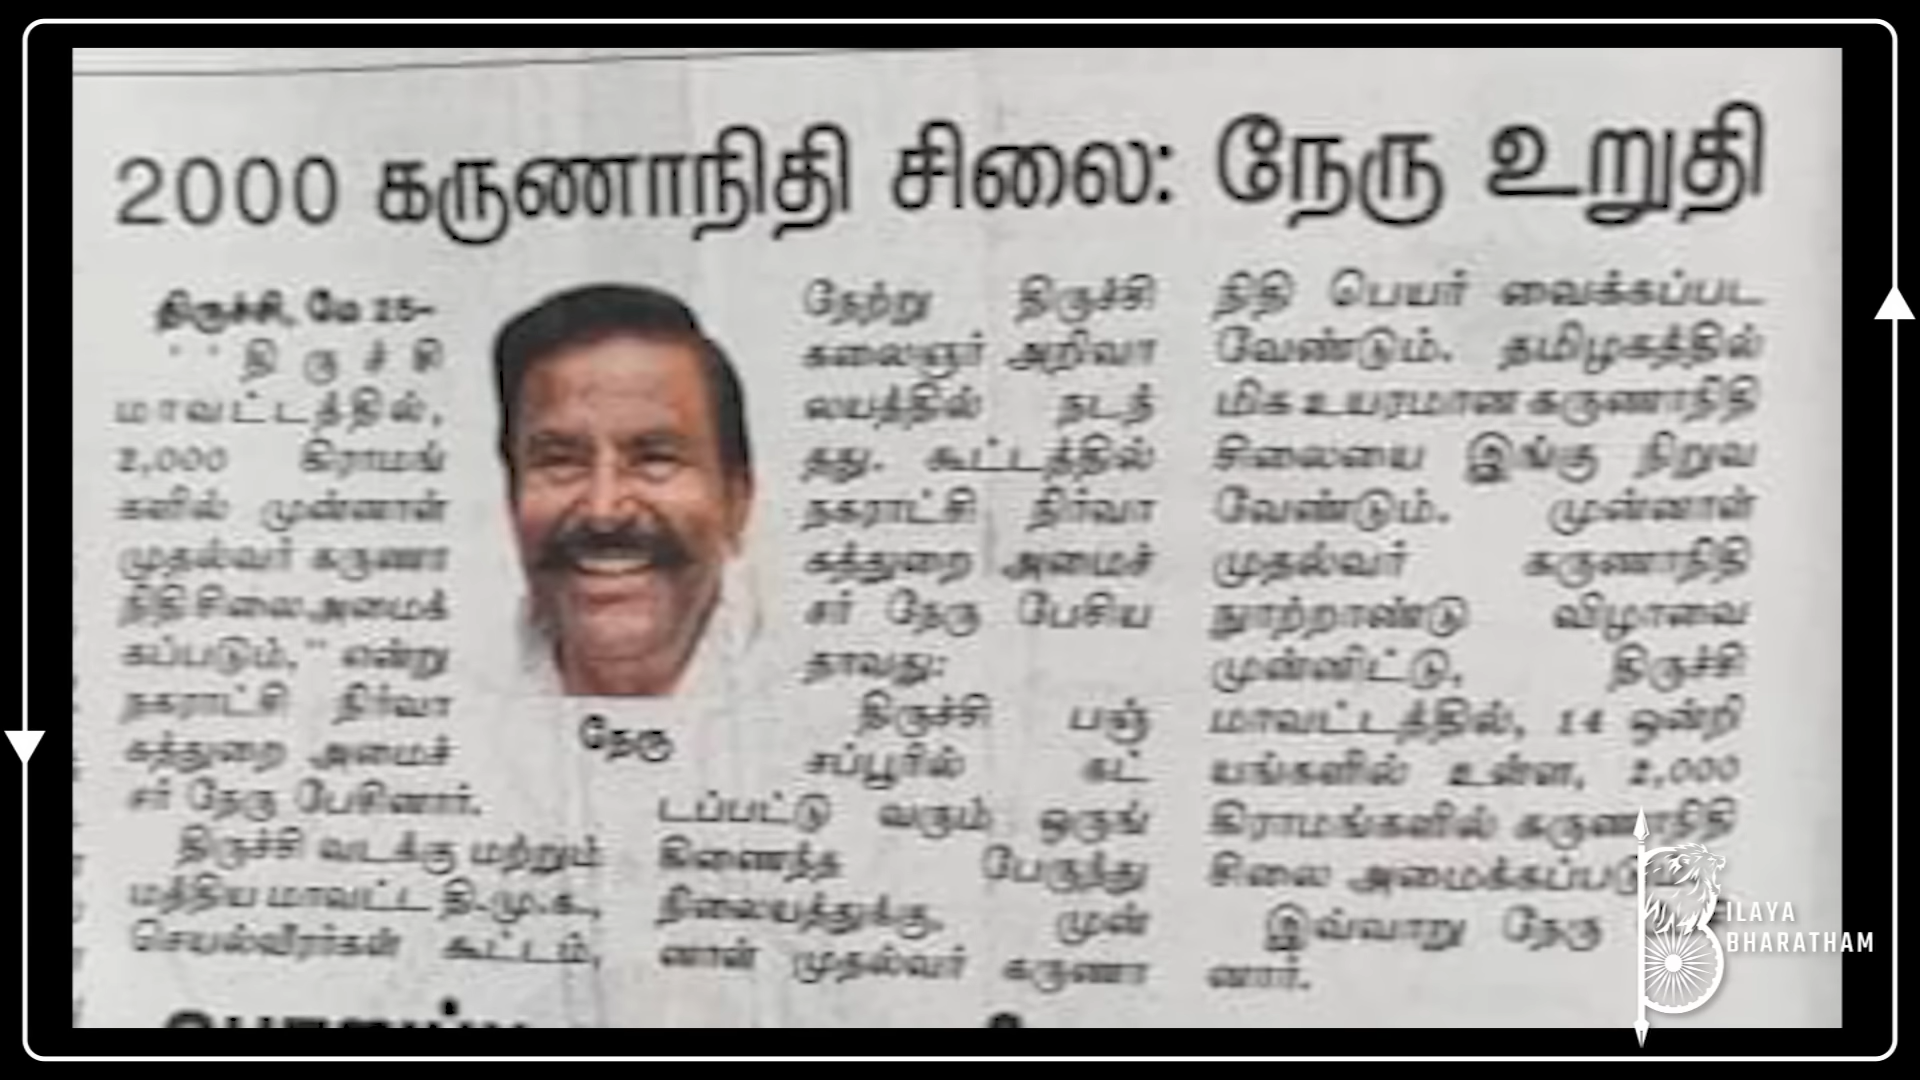 2000 கருணாநிதி சிலை: நேரு உறுதி
திருச்சி, மே 25–
''தி ரு ச் சி
மாவட்டத்தில்,
2,000 கிராமங்
களில் முன்னாள்
முதல்வர் கருணா
நிதி சிலை அமைக்
கப்படும்,'' என்று
நகராட்சி நிர்வா
கத்துறை அமைச்
சர் நேரு பேசினார்.
திருச்சி வடக்கு மற்றும்
மத்திய மாவட்ட தி.மு.க.,
செயல்வீரர்கள் கூட்டம்,
நேரு
நேற்று திருச்சி
கலைஞர் அறிவா
லயத்தில் நடந்
தது. கூட்டத்தில்
நகராட்சி நிர்வா
கத்துறை அமைச்
சர் நேரு பேசிய
தாவது:
திருச்சி பஞ்
சப்பூரில் கட்
டப்பட்டு வரும் ஒருங்
கிணைந்த பேருந்து
நிலையத்துக்கு, முன்
னாள் முதல்வர் கருணா
நிதி பெயர் வைக்கப்பட
வேண்டும். தமிழகத்தில்
மிக உயரமான கருணாநிதி
சிலையை இங்கு நிறுவ
வேண்டும். முன்னாள்
முதல்வர் கருணாநிதி
நூற்றாண்டு விழாவை
முன்னிட்டு, திருச்சி
மாவட்டத்தில், 14 ஒன்றி
யங்களில் உள்ள, 2,000
கிராமங்களில் கருணாநிதி
சிலை அமைக்கப்படு
இவ்வாறு நேரு
னார்.
ILAYA
BHARATHAM